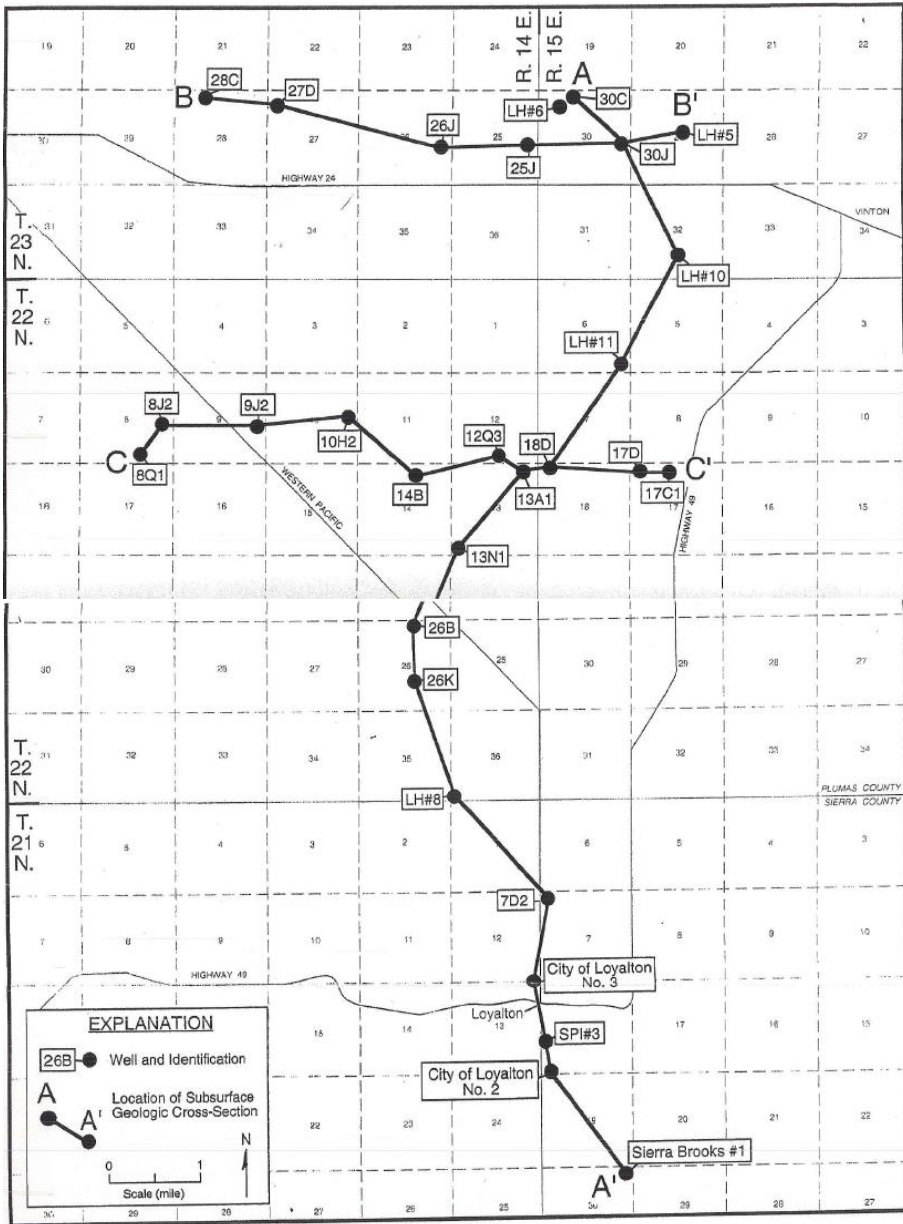 R. 14 E.
R. 15 E.
19 20 21 22 23 24 19 20 21 22
B
28C
27D
LH#6
A
30C
B'
26J
25J
30J
LH#5
30 29 28 27 26 25 30 28 27
HIGHWAY 24
VINTON
T.
23
N.
31 32 33 34 35 36 31 32 34
LH#10
T.
22
N.
6 5 4 3 2 1 6 5 4 3
LH#11
7 8 9 11 12 7 8 9 10
8J2
9J2
10H2
12Q3
18D
17D
C
8Q1
14B
13A1
17C1
C'
WESTERN PACIFIC
HIGHWAY 49
18 17 16 15 14 13 18 17 16 15
13N1
26B
30 29 28 27 26 25 30 29 28 27
26K
T.
22
N.
31 32 33 34 35 36 31 32 33 34
LH#8
PLUMAS COUNTY
SIERRA COUNTY
T.
21
N.
6 5 4 3 2 1 6 5 4 3
7D2
7 8 9 10 11 12 7 8 9 10
HIGHWAY 49
City of Loyalton
No. 3
Loyalton
15 14 13 17 16 15
SPI#3
City of Loyalton
No. 2
22 23 24 19 20 21 22
Sierra Brooks #1
A'
30 29 28 27 26 25 30 29 28 27
EXPLANATION
26B
Well and Identification
A
A'
Location of Subsurface
Geologic Cross-Section
N
0 1
Scale (mile)